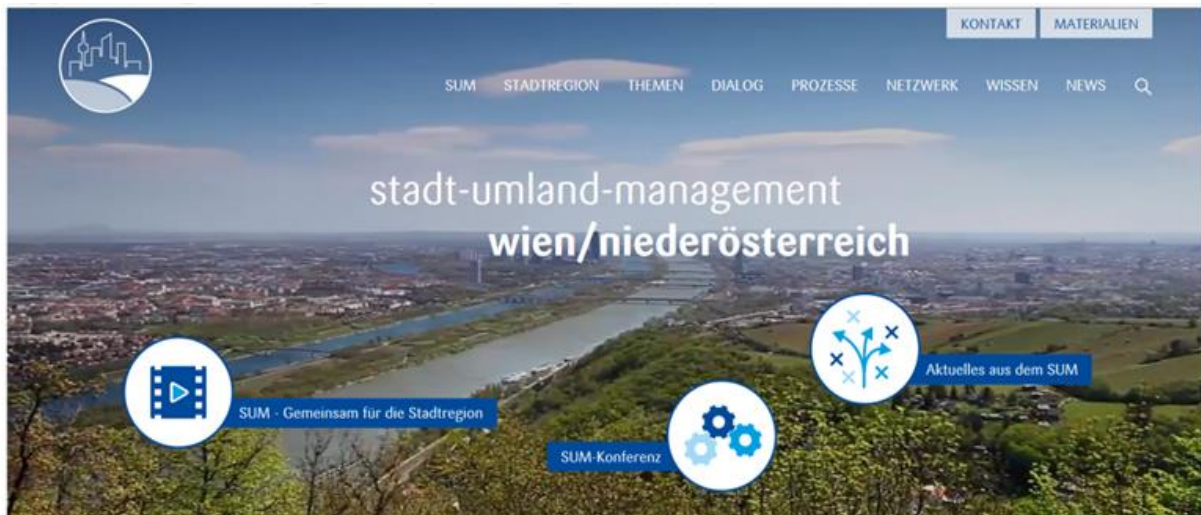 KONTAKT
MATERIALIEN
SUM STADTREGION THEMEN DIALOG PROZESSE NETZWERK WISSEN NEWS
stadt-umland-management
wien/niederösterreich
Aktuelles aus dem SUM
SUM - Gemeinsam für die Stadtregion
SUM-Konferenz